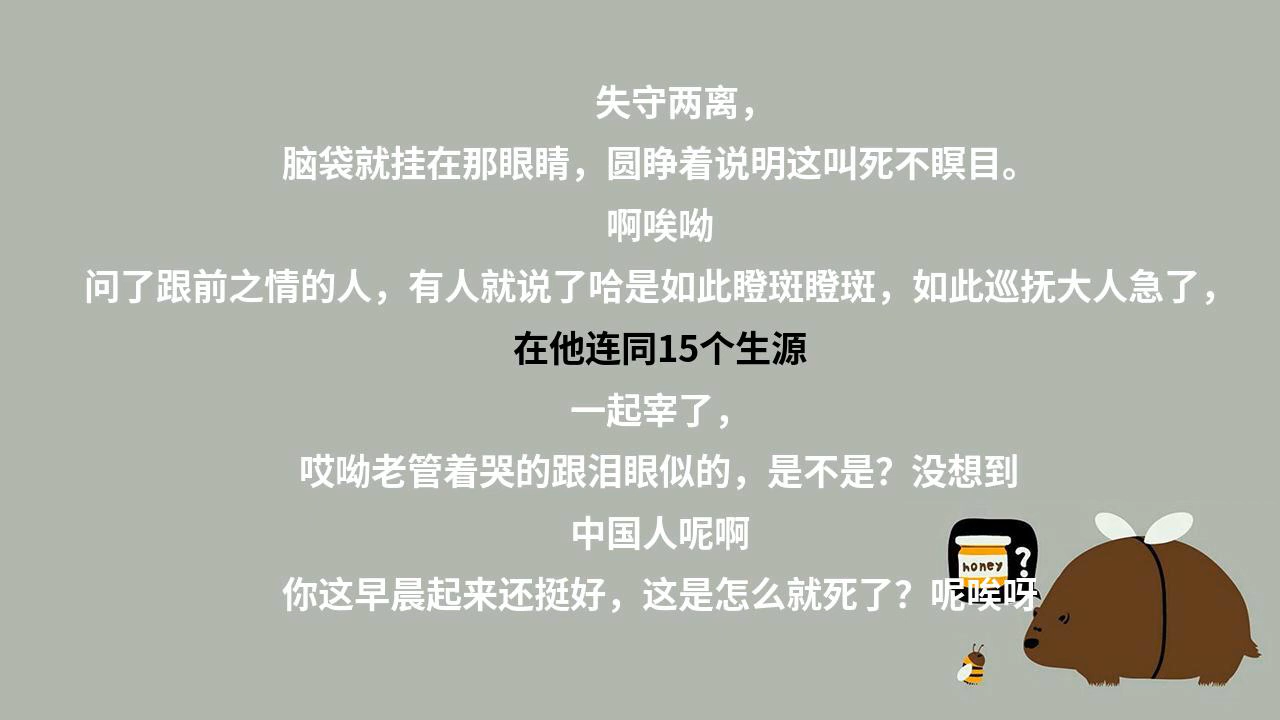 失守两离，
脑袋就挂在那眼睛，圆睁着说明这叫死不瞑目。
啊唉呦
问了跟前之情的人，有人就说了哈是如此瞪斑瞪斑，如此巡抚大人急了，
在他连同15个生源
一起宰了，
哎呦老管着哭的跟泪眼似的，是不是？没想到
中国人呢啊
你这早晨起来还挺好，这是怎么就死了？呢唉呀
honey
?